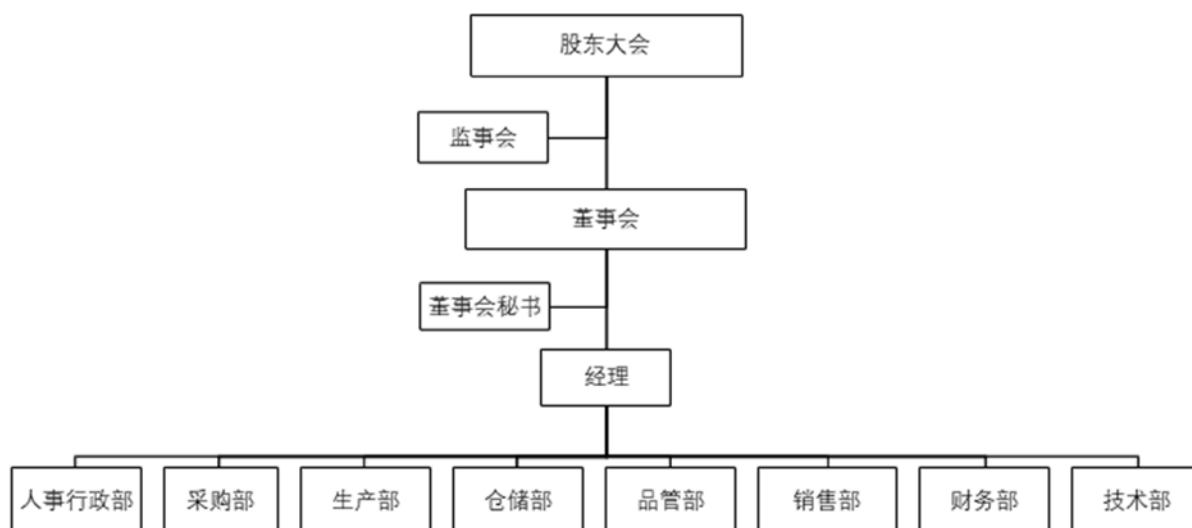 股东大会
监事会
董事会
董事会秘书
经理
人事行政部
采购部
生产部
仓储部
品管部
销售部
财务部
技术部